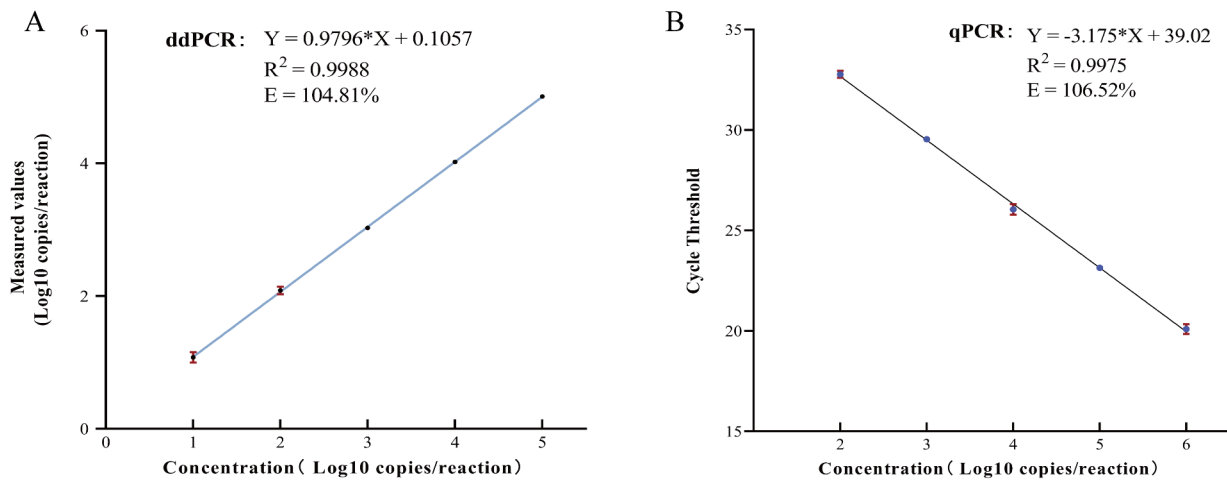 A
ddPCR: Y = 0.9796*X + 0.1057
R² = 0.9988
E = 104.81%
Measured values
(Log10 copies/reaction)
6
4
2
0
0 1 2 3 4 5
Concentration( Log10 copies/reaction)
B
qPCR: Y = -3.175*X + 39.02
R² = 0.9975
E = 106.52%
Cycle Threshold
35
30
25
20
15
2 3 4 5 6
Concentration( Log10 copies/reaction)